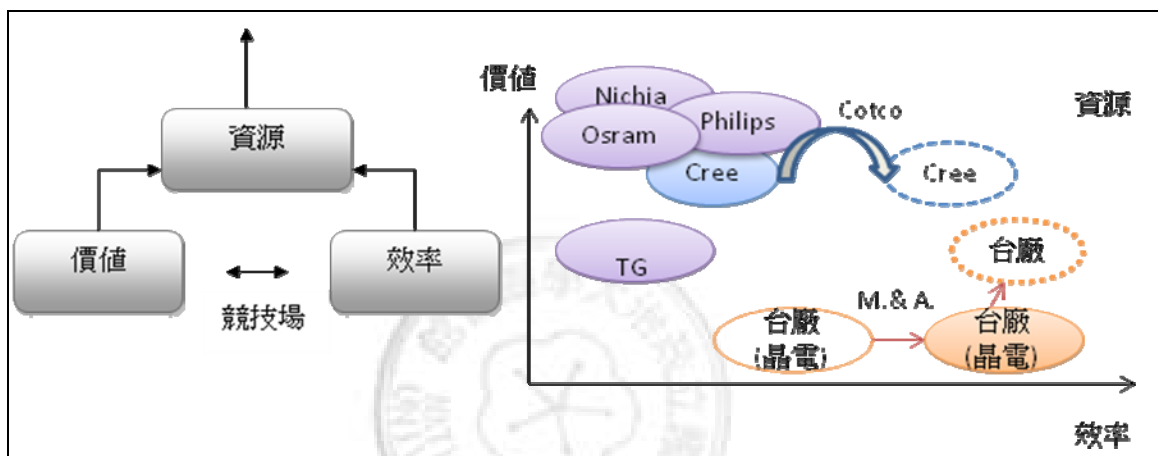 資源
價值
效率
競技場
價值
資源
Nichia
Osram
Philips
Cotco
Cree
Cree
TG
台廠
M.& A.
台廠
(晶電)
台廠
(晶電)
效率